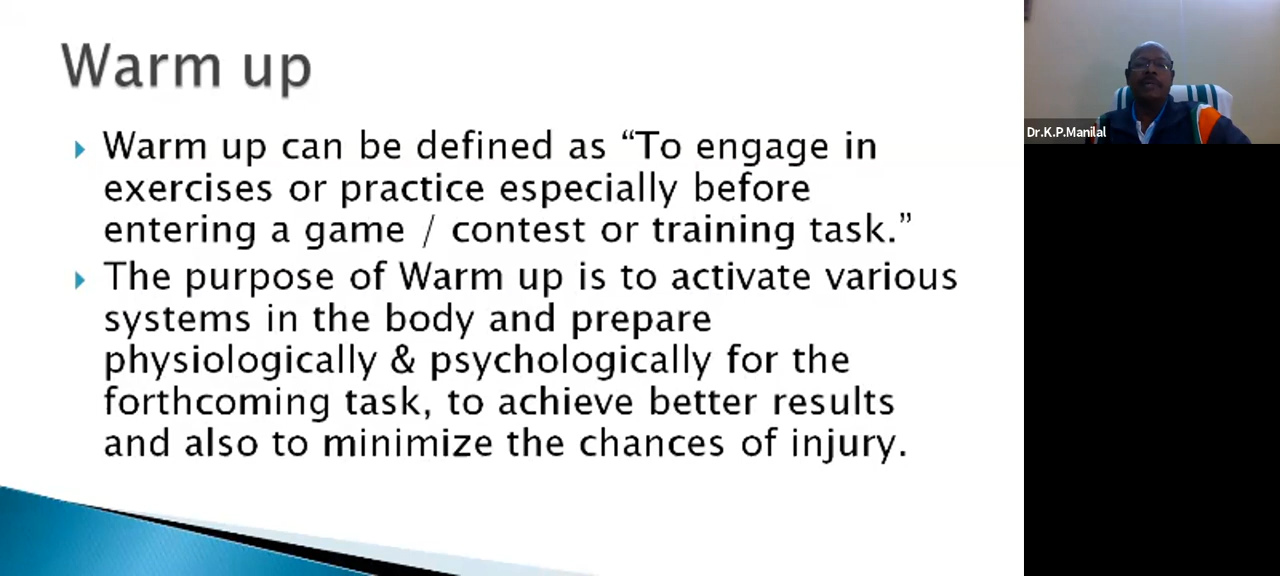 Warm up
Warm up can be defined as “To engage in
exercises or practice especially before
entering a game / contest or training task.”
The purpose of Warm up is to activate various
systems in the body and prepare
physiologically & psychologically for the
forthcoming task, to achieve better results
and also to minimize the chances of injury.
Dr.K.P.Manilal